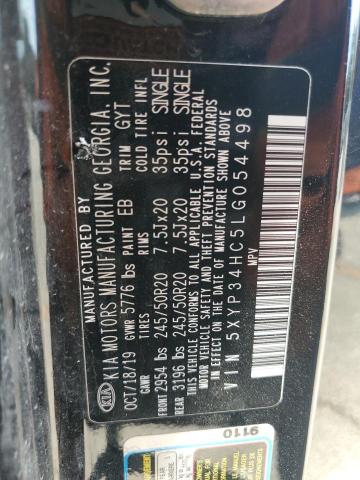 KIA
MANUFACTURED BY
KIA MOTORS MANUFACTURING GEORGIA, INC.
OCT/18/19 GVWR 5776 lbs PAINT EB TRIM GYT
GAWR TIRES RIMS COLD TIRE INFL
FRONT 2954 lbs 245/50R20 7.5Jx20 35psi SINGLE
REAR 3196 lbs 245/50R20 7.5Jx20 35psi SINGLE
THIS VEHICLE CONFORMS TO ALL APPLICABLE U.S.A. FEDERAL
MOTOR VEHICLE SAFETY AND THEFT PREVENTION STANDARDS
IN EFFECT ON THE DATE OF MANUFACTURE SHOWN ABOVE
VIN 5XYP34HC5LG054498
MPV
9110